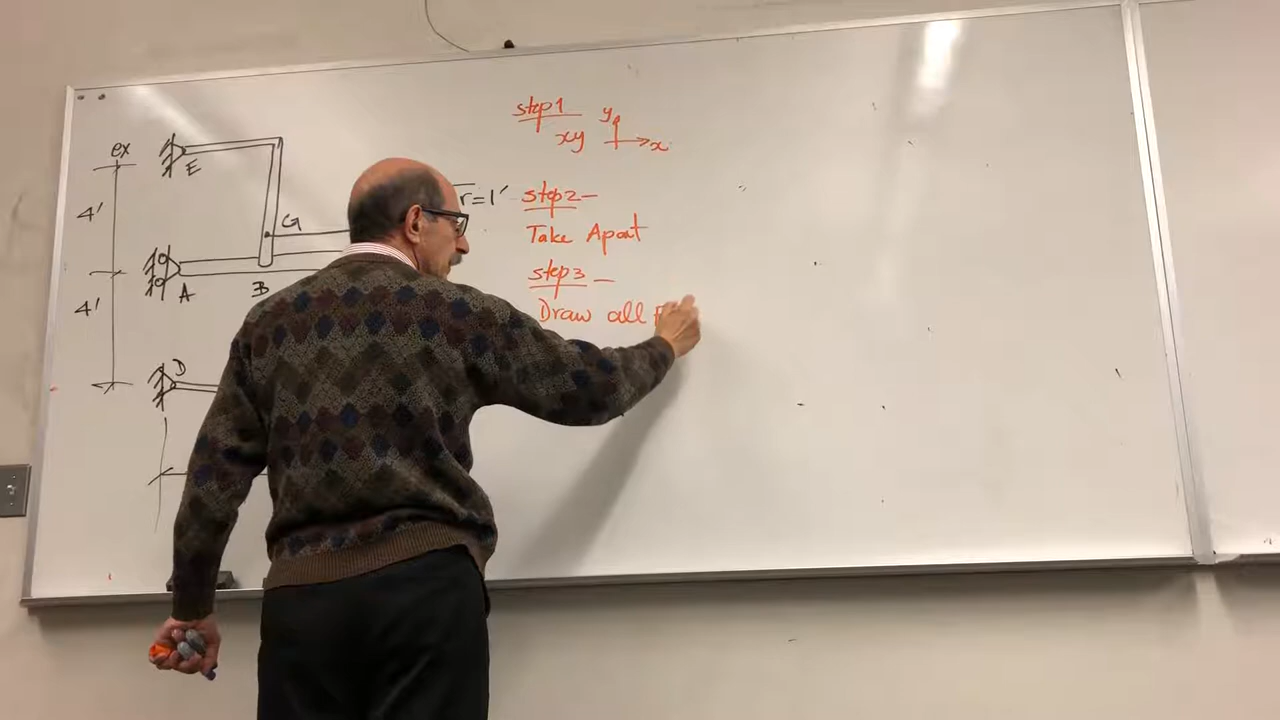 ex
4'
4'
E
G
A
B
D
r=1'
step1
xy
y
x
step2-
Take Apart
step3 -
Draw all